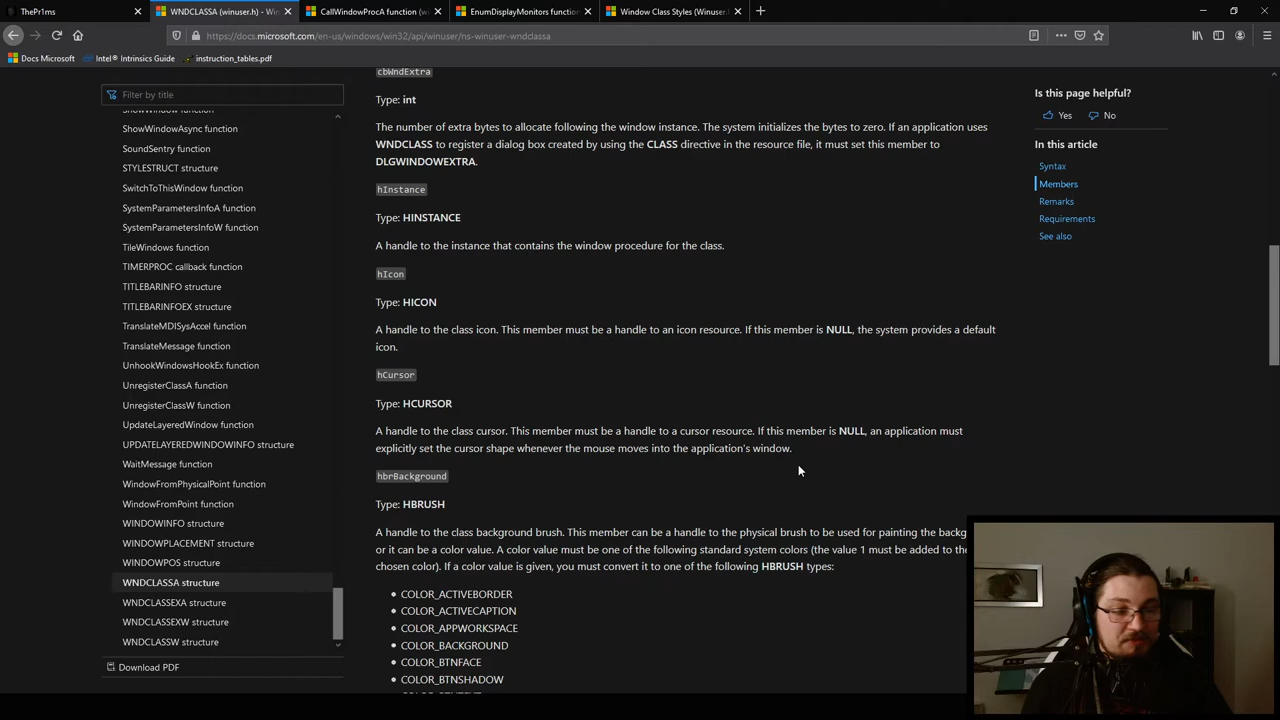 ThePr1ms
WNDCLASSA (winuser.h) - Win
CallWindowProcA function (wi
EnumDisplayMonitors function
Window Class Styles (Winuser.
https://docs.microsoft.com/en-us/windows/win32/api/winuser/ns-winuser-wndclassa
Docs Microsoft
Intel® Intrinsics Guide
instruction_tables.pdf
Filter by title
ShowWindow function
ShowWindowAsync function
SoundSentry function
STYLESTRUCT structure
SwitchToThisWindow function
SystemParametersInfoA function
SystemParametersInfoW function
TileWindows function
TIMERPROC callback function
TITLEBARINFO structure
TITLEBARINFOEX structure
TranslateMDISysAccel function
TranslateMessage function
UnhookWindowsHookEx function
UnregisterClassA function
UnregisterClassW function
UpdateLayeredWindow function
UPDATELAYEREDWINDOWINFO structure
WaitMessage function
WindowFromPhysicalPoint function
WindowFromPoint function
WINDOWINFO structure
WINDOWPLACEMENT structure
WINDOWPOS structure
WNDCLASSA structure
WNDCLASSEXA structure
WNDCLASSEXW structure
WNDCLASSW structure
Download PDF
cbWndExtra
Type: int
The number of extra bytes to allocate following the window instance. The system initializes the bytes to zero. If an application uses
WNDCLASS to register a dialog box created by using the CLASS directive in the resource file, it must set this member to
DLGWINDOWEXTRA.
hInstance
Type: HINSTANCE
A handle to the instance that contains the window procedure for the class.
hIcon
Type: HICON
A handle to the class icon. This member must be a handle to an icon resource. If this member is NULL, the system provides a default
icon.
hCursor
Type: HCURSOR
A handle to the class cursor. This member must be a handle to a cursor resource. If this member is NULL, an application must
explicitly set the cursor shape whenever the mouse moves into the application's window.
hbrBackground
Type: HBRUSH
A handle to the class background brush. This member can be a handle to the physical brush to be used for painting the backg
or it can be a color value. A color value must be one of the following standard system colors (the value 1 must be added to the
chosen color). If a color value is given, you must convert it to one of the following HBRUSH types:
COLOR_ACTIVEBORDER
COLOR_ACTIVECAPTION
COLOR_APPWORKSPACE
COLOR_BACKGROUND
COLOR_BTNFACE
COLOR_BTNSHADOW
Is this page helpful?
Yes No
In this article
Syntax
Members
Remarks
Requirements
See also